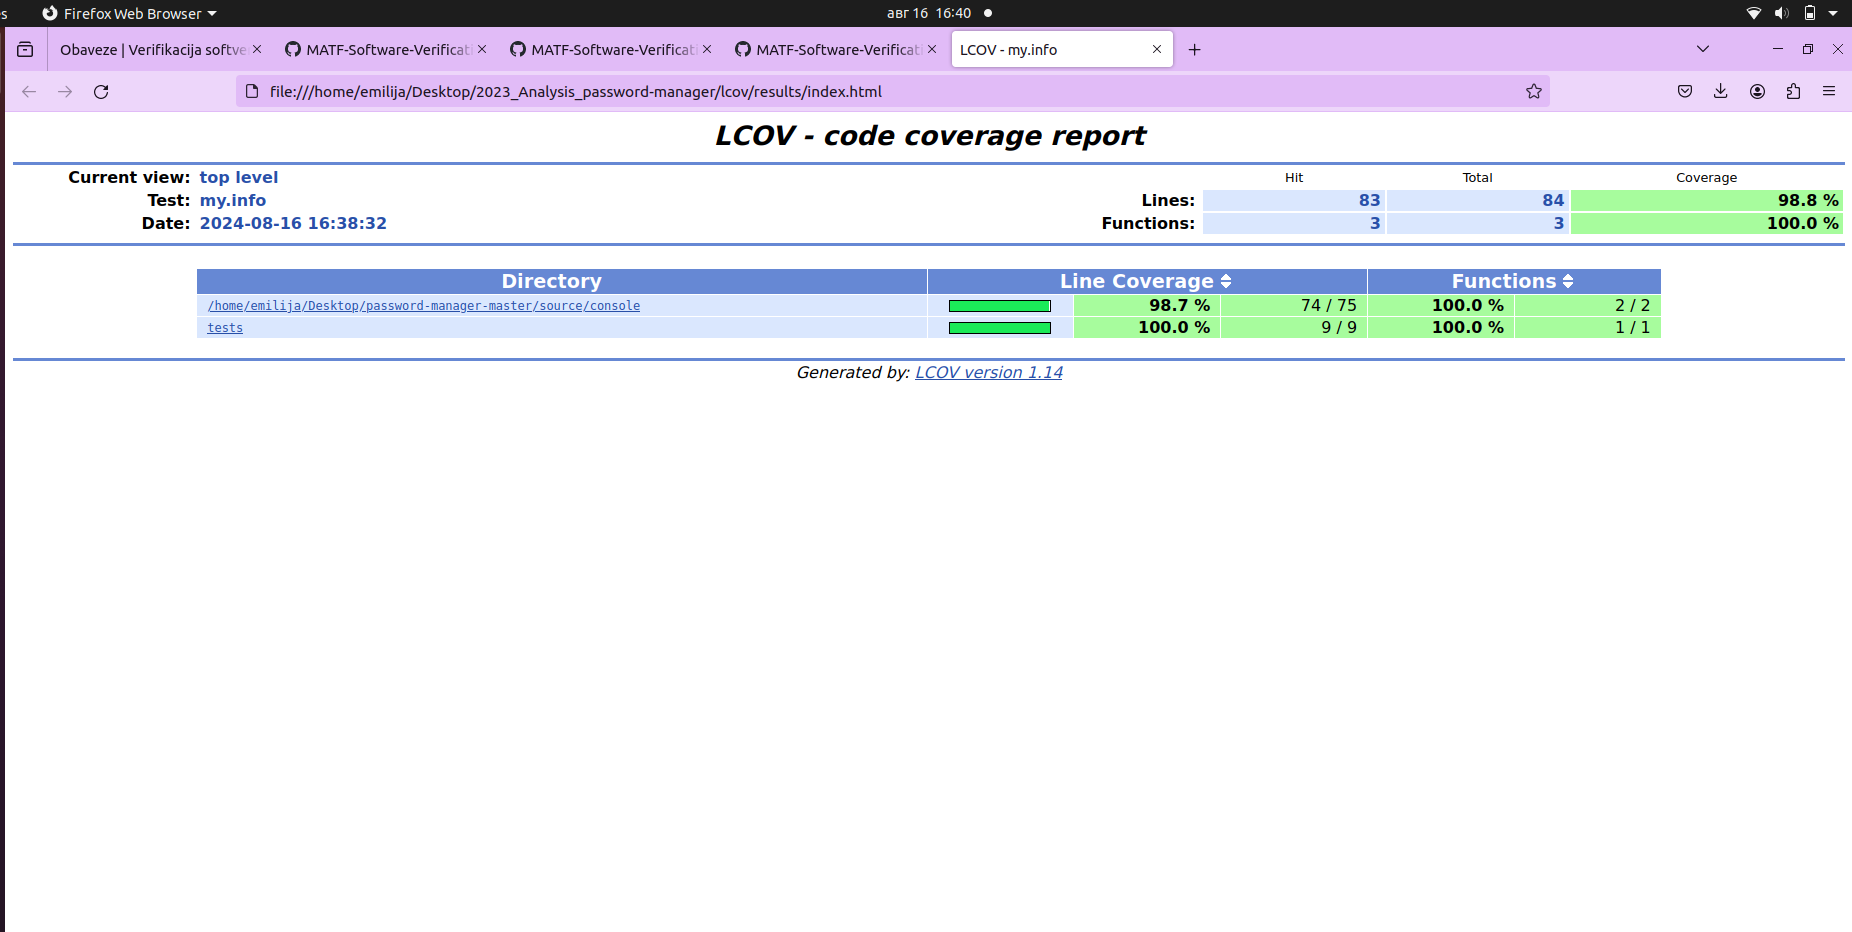 es Firefox Web Browser авг 16 16:40
Obaveze | Verifikacija softve MATF-Software-Verificati MATF-Software-Verificati MATF-Software-Verificati LCOV - my.info
file:///home/emilija/Desktop/2023_Analysis_password-manager/lcov/results/index.html
LCOV - code coverage report
Current view: top level Hit Total Coverage
Test: my.info Lines: 83 84 98.8 %
Date: 2024-08-16 16:38:32 Functions: 3 3 100.0 %
Directory Line Coverage Functions
/home/emilija/Desktop/password-manager-master/source/console 98.7 % 74 / 75 100.0 % 2 / 2
tests 100.0 % 9 / 9 100.0 % 1 / 1
Generated by: LCOV version 1.14